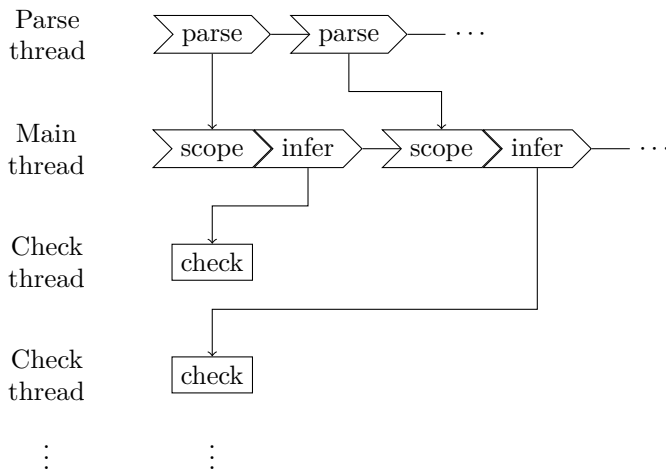 Parse
thread
parse parse ⋯
Main
thread
scope infer scope infer ⋯
Check
thread
check
Check
thread
check
⋮ ⋮